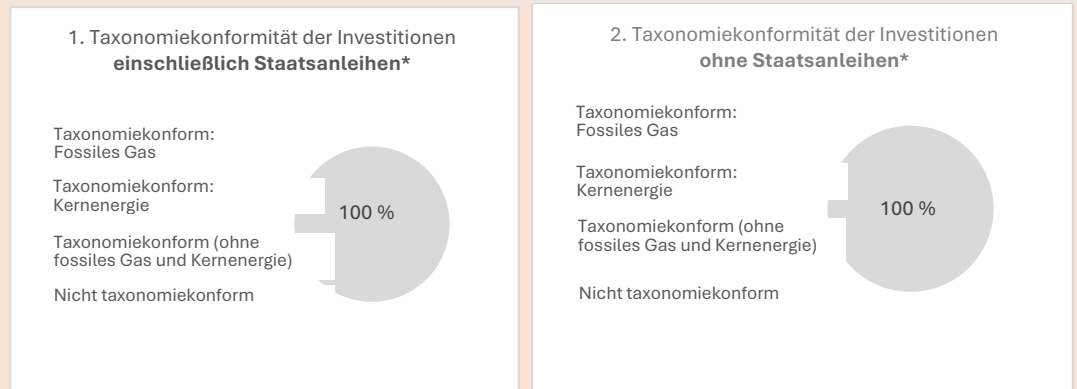 1. Taxonomiekonformität der Investitionen
einschließlich Staatsanleihen*
Taxonomiekonform:
Fossiles Gas
Taxonomiekonform:
Kernenergie
Taxonomiekonform (ohne
fossiles Gas und Kernenergie)
Nicht taxonomiekonform
100 %
2. Taxonomiekonformität der Investitionen
ohne Staatsanleihen*
Taxonomiekonform:
Fossiles Gas
Taxonomiekonform:
Kernenergie
Taxonomiekonform (ohne
fossiles Gas und Kernenergie)
Nicht taxonomiekonform
100 %